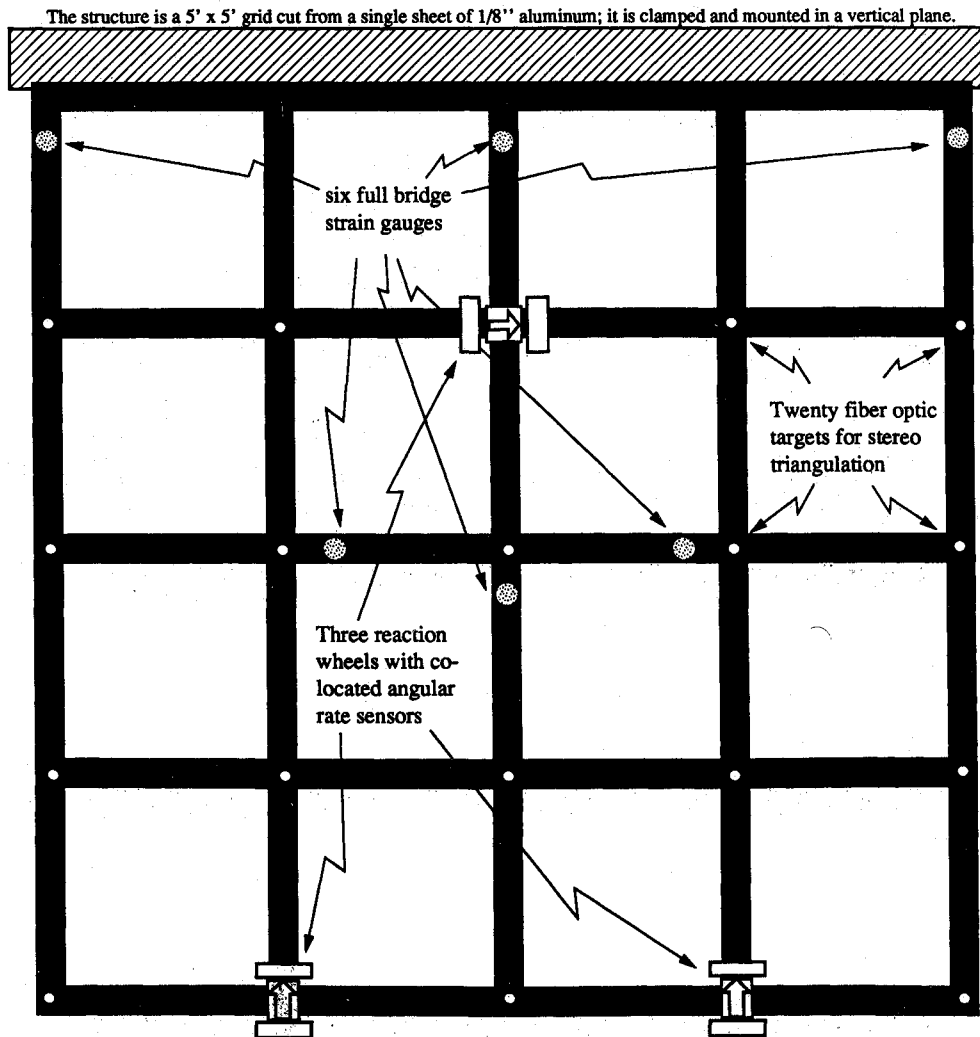 The structure is a 5' x 5' grid cut from a single sheet of 1/8'' aluminum; it is clamped and mounted in a vertical plane.
six full bridge
strain gauges
Twenty fiber optic
targets for stereo
triangulation
Three reaction
wheels with co-
located angular
rate sensors